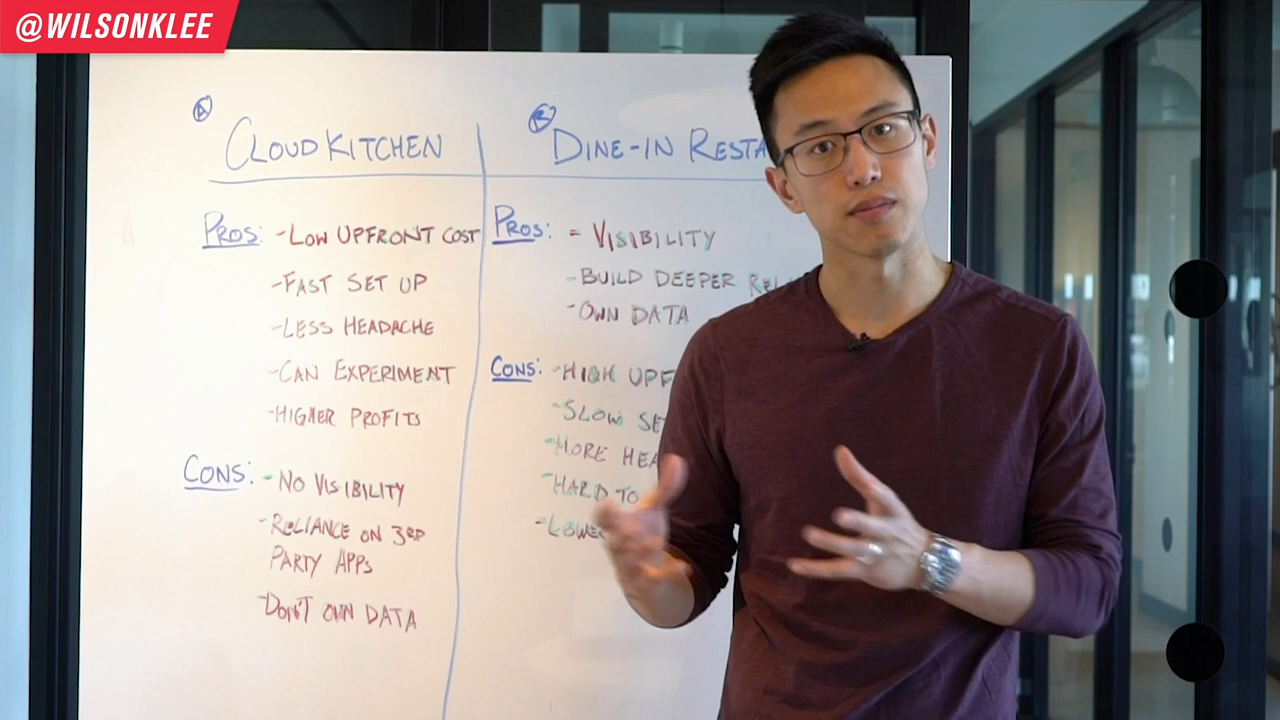 @WILSONKLEE
A
CLOUD KITCHEN
PROS: - LOW UPFRONT COST
- FAST SET UP
- LESS HEADACHE
- CAN EXPERIMENT
- HIGHER PROFITS
CONS: - NO VISIBILITY
- RELIANCE ON 3RD
PARTY APPS
- DON'T OWN DATA
B
DINE-IN RESTA
PROS: = VISIBILITY
- BUILD DEEPER REL
- OWN DATA
CONS: - HIGH UPF
- SLOW SE
- MORE HEA
- HARD TO
- LOWE